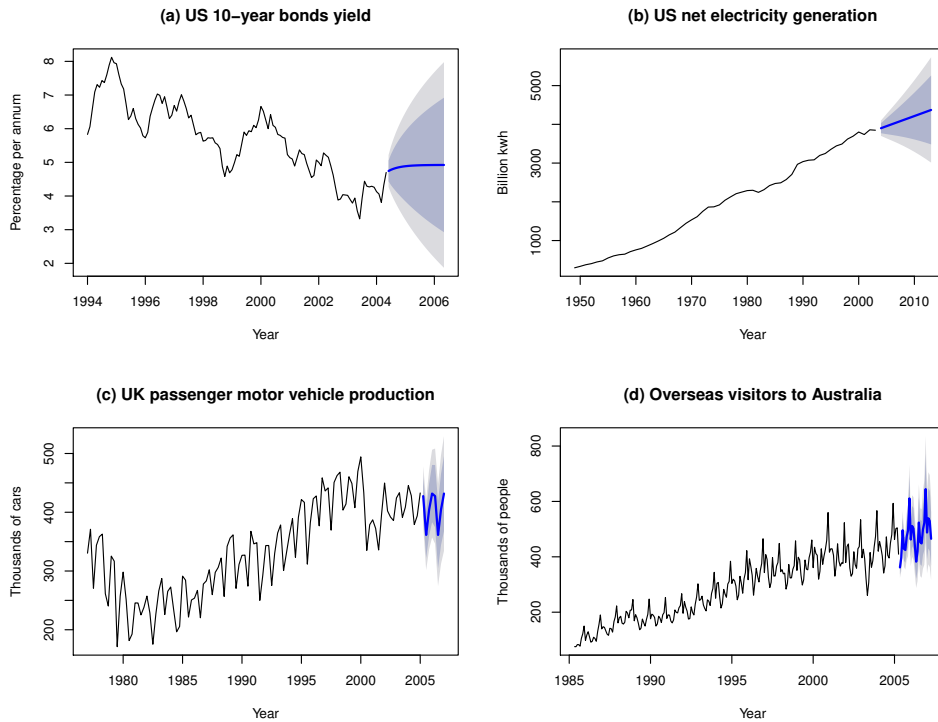 (a) US 10−year bonds yield
Percentage per annum
8
7
6
5
4
3
2
1994 1996 1998 2000 2002 2004 2006
Year
(b) US net electricity generation
Billion kwh
5000
3000
1000
1950 1960 1970 1980 1990 2000 2010
Year
(c) UK passenger motor vehicle production
Thousands of cars
500
400
300
200
1980 1985 1990 1995 2000 2005
Year
(d) Overseas visitors to Australia
Thousands of people
800
600
400
200
1985 1990 1995 2000 2005
Year